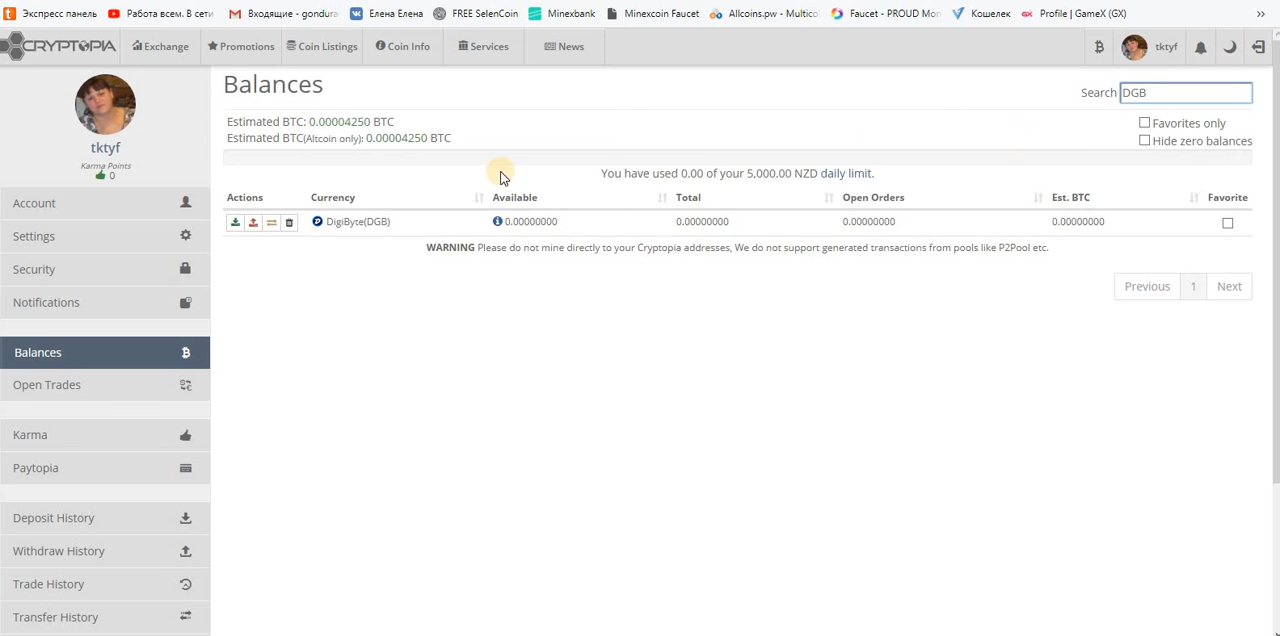 Экспресс панель Работа всем. В сети Входящие - gondura Елена Елена FREE SelenCoin Minexbank Minexcoin Faucet Allcoins.pw - Multico Faucet - PROUD Mon Кошелек Profile | GameX (GX) »
CRYPTOPIA Exchange Promotions Coin Listings Coin Info Services News tktyf
Balances
Search DGB
Estimated BTC: 0.00004250 BTC
Favorites only
Estimated BTC(Altcoin only): 0.00004250 BTC
Hide zero balances
You have used 0.00 of your 5,000.00 NZD daily limit.
Actions Currency Available Total Open Orders Est. BTC Favorite
DigiByte(DGB) 0.00000000 0.00000000 0.00000000 0.00000000
WARNING Please do not mine directly to your Cryptopia addresses, We do not support generated transactions from pools like P2Pool etc.
Previous 1 Next
tktyf
Karma Points
0
Account
Settings
Security
Notifications
Balances
Open Trades
Karma
Paytopia
Deposit History
Withdraw History
Trade History
Transfer History